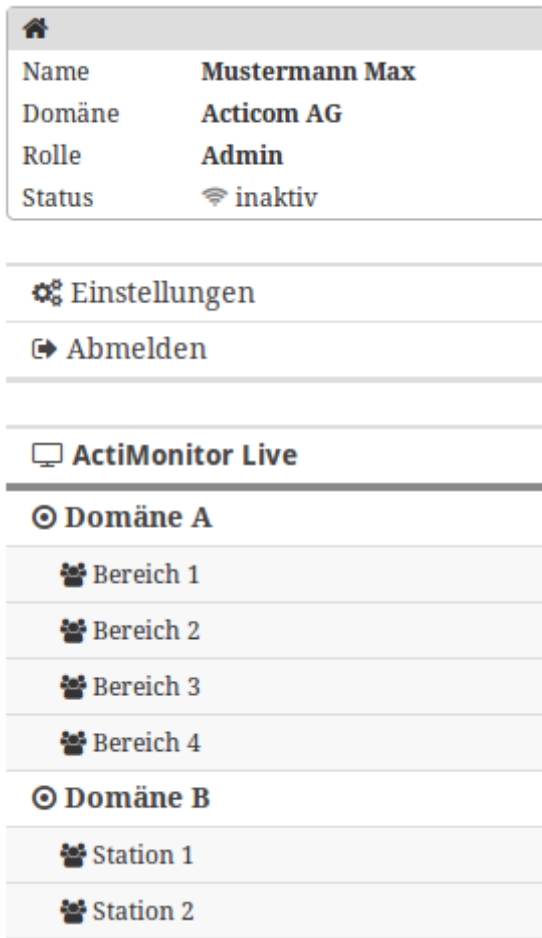 Name Mustermann Max
Domäne Acticom AG
Rolle Admin
Status inaktiv
Einstellungen
Abmelden
ActiMonitor Live
Domäne A
Bereich 1
Bereich 2
Bereich 3
Bereich 4
Domäne B
Station 1
Station 2